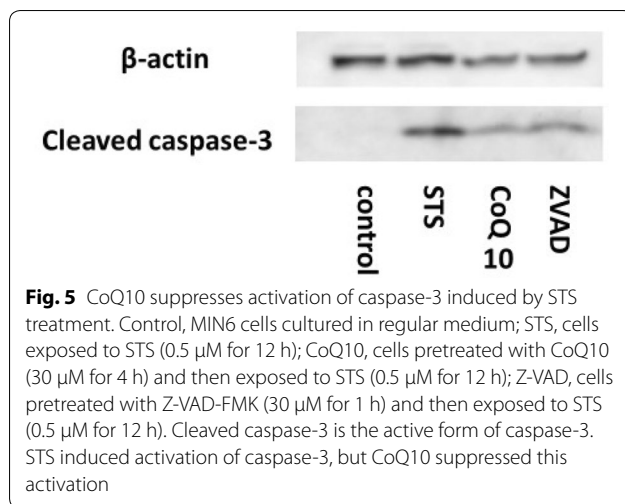 β-actin
Cleaved caspase-3
control
STS
CoQ
10
ZVAD
Fig. 5 CoQ10 suppresses activation of caspase-3 induced by STS
treatment. Control, MIN6 cells cultured in regular medium; STS, cells
exposed to STS (0.5 μM for 12 h); CoQ10, cells pretreated with CoQ10
(30 μM for 4 h) and then exposed to STS (0.5 μM for 12 h); Z-VAD, cells
pretreated with Z-VAD-FMK (30 μM for 1 h) and then exposed to STS
(0.5 μM for 12 h). Cleaved caspase-3 is the active form of caspase-3.
STS induced activation of caspase-3, but CoQ10 suppressed this
activation